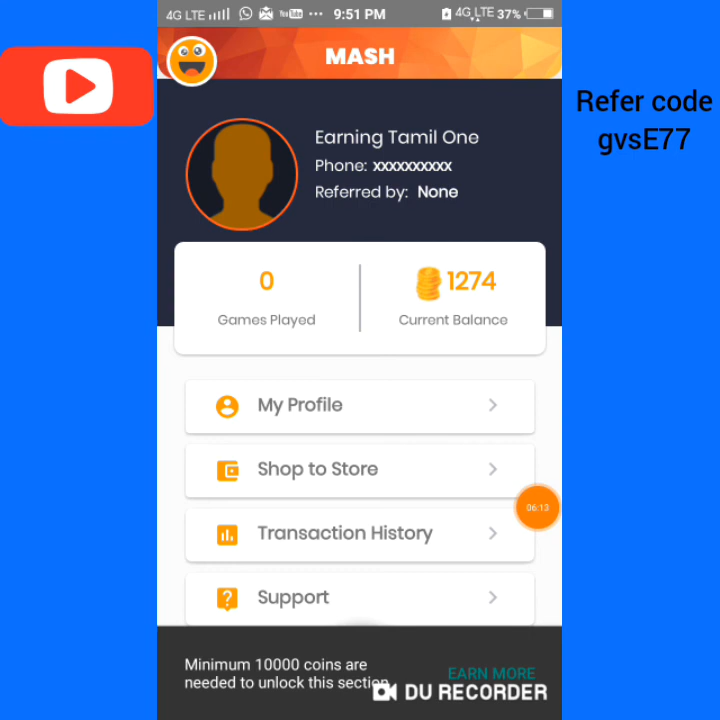 4G LTE YouTube ... 9:51 PM 4G LTE 37%
MASH
Refer code
gvsE77
Earning Tamil One
Phone: xxxxxxxxxx
Referred by: None
0
1274
Games Played
Current Balance
My Profile
Shop to Store
06:13
Transaction History
Support
Minimum 10000 coins are
needed to unlock this section
EARN MORE
DU RECORDER